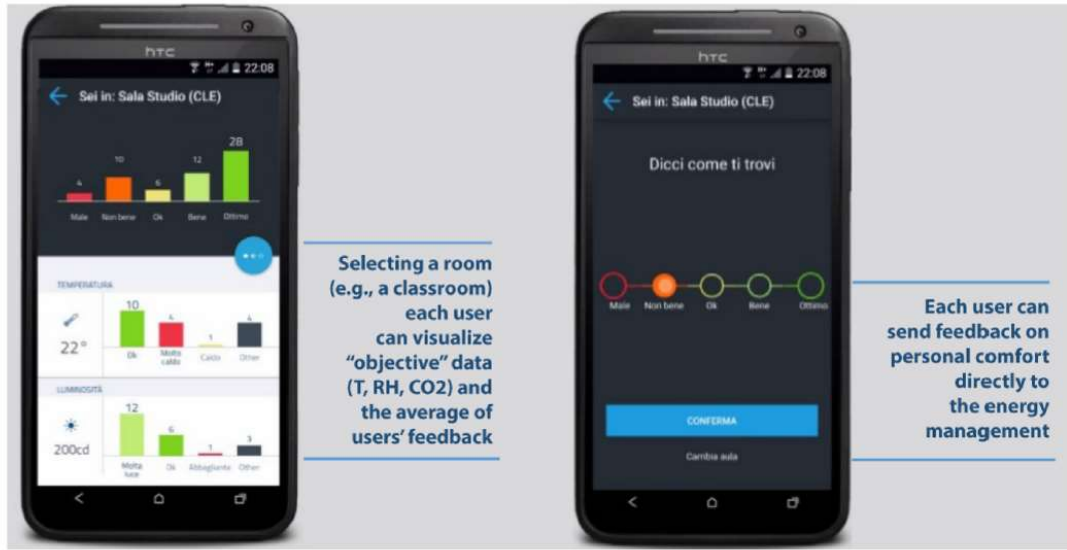 hTC
22:08
Sei in: Sala Studio (CLE)
28
12
10
6
4
Male Non bene Ok Bene Ottimo
TEMPERATURA
22°
10
4
1
4
Ok Molto caldo Caldo Other
LUMINOSITÀ
200cd
12
6
1
3
Molta luce Ok Abbagliante Other
Selecting a room
(e.g., a classroom)
each user
can visualize
“objective” data
(T, RH, CO2) and
the average of
users’ feedback
hTC
22:08
Sei in: Sala Studio (CLE)
Dicci come ti trovi
Male Non bene Ok Bene Ottimo
CONFERMA
Cambia aula
Each user can
send feedback on
personal comfort
directly to
the energy
management